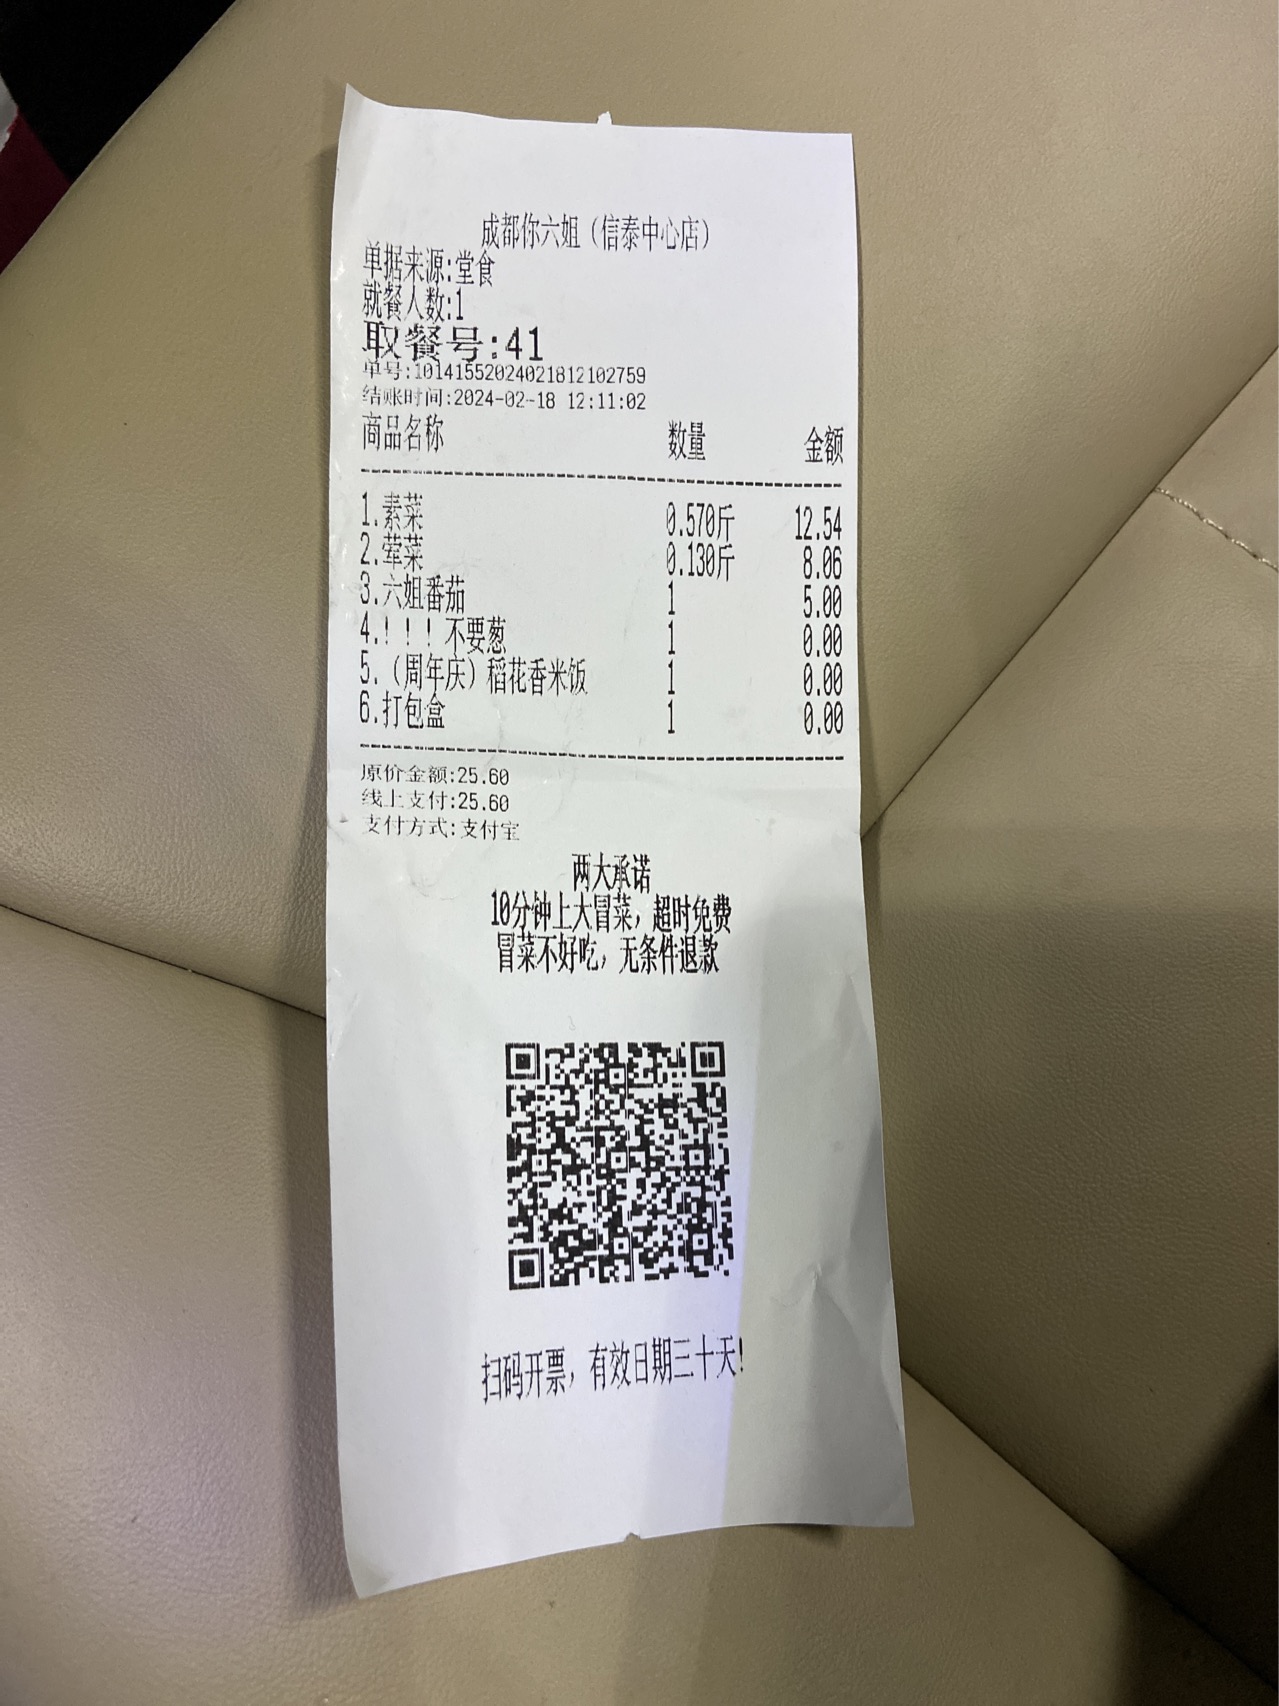 成都你六姐（信泰中心店）
单据来源:堂食
就餐人数:1
取餐号:41
单号:10141552024021812102759
结账时间:2024-02-18 12:11:02
商品名称 数量 金额
1.素菜 0.570斤 12.54
2.荤菜 0.130斤 8.06
3.六姐番茄 1 5.00
4.！！！不要葱 1 0.00
5.（周年庆）稻花香米饭 1 0.00
6.打包盒 1 0.00
原价金额:25.60
线上支付:25.60
支付方式:支付宝
两大承诺
10分钟上大冒菜，超时免费
冒菜不好吃，无条件退款
扫码开票，有效日期三十天!